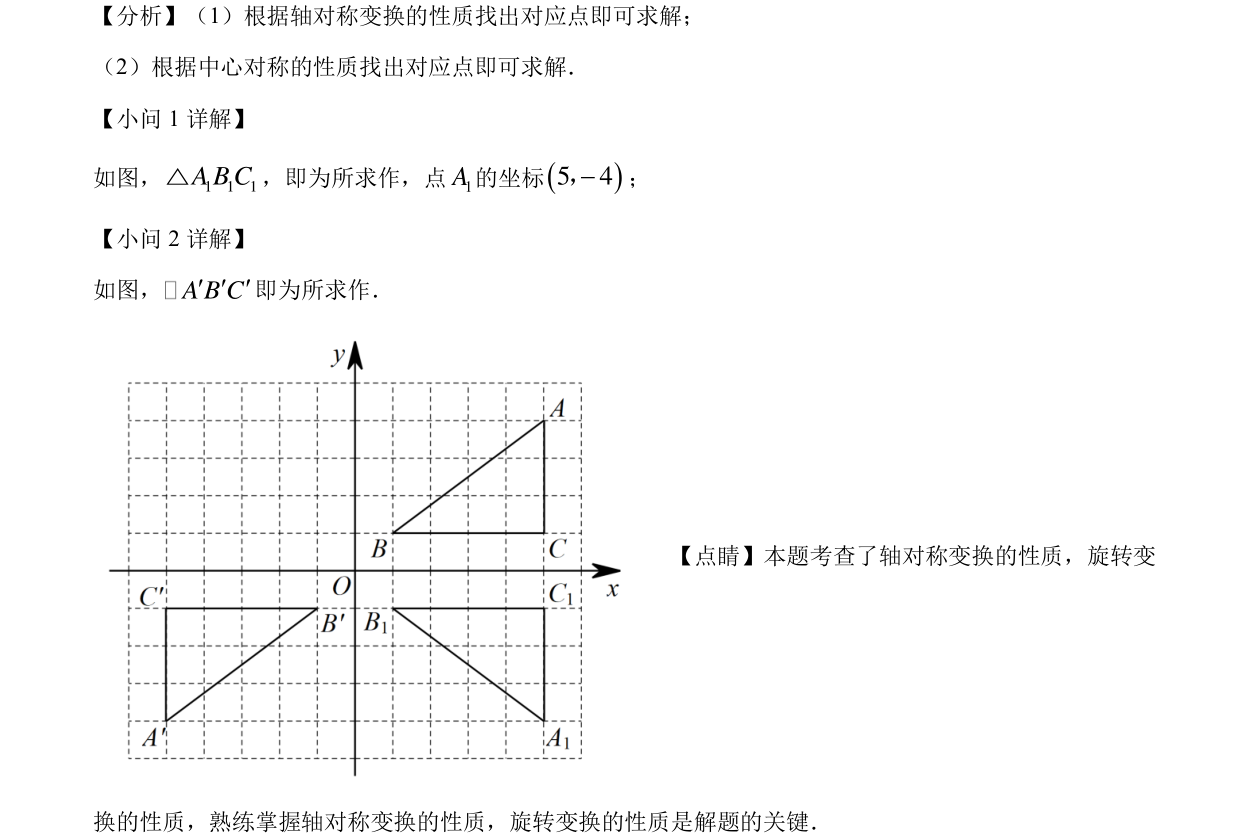 【分析】（1）根据轴对称变换的性质找出对应点即可求解；
（2）根据中心对称的性质找出对应点即可求解．
【小问 1 详解】
如图，△A₁B₁C₁，即为所求作，点 A₁的坐标(5,−4)；
【小问 2 详解】
如图，□A′B′C′即为所求作．
y
A
B
C
O
x
C′
C₁
B′
B₁
A′
A₁
【点睛】本题考查了轴对称变换的性质，旋转变
换的性质，熟练掌握轴对称变换的性质，旋转变换的性质是解题的关键．